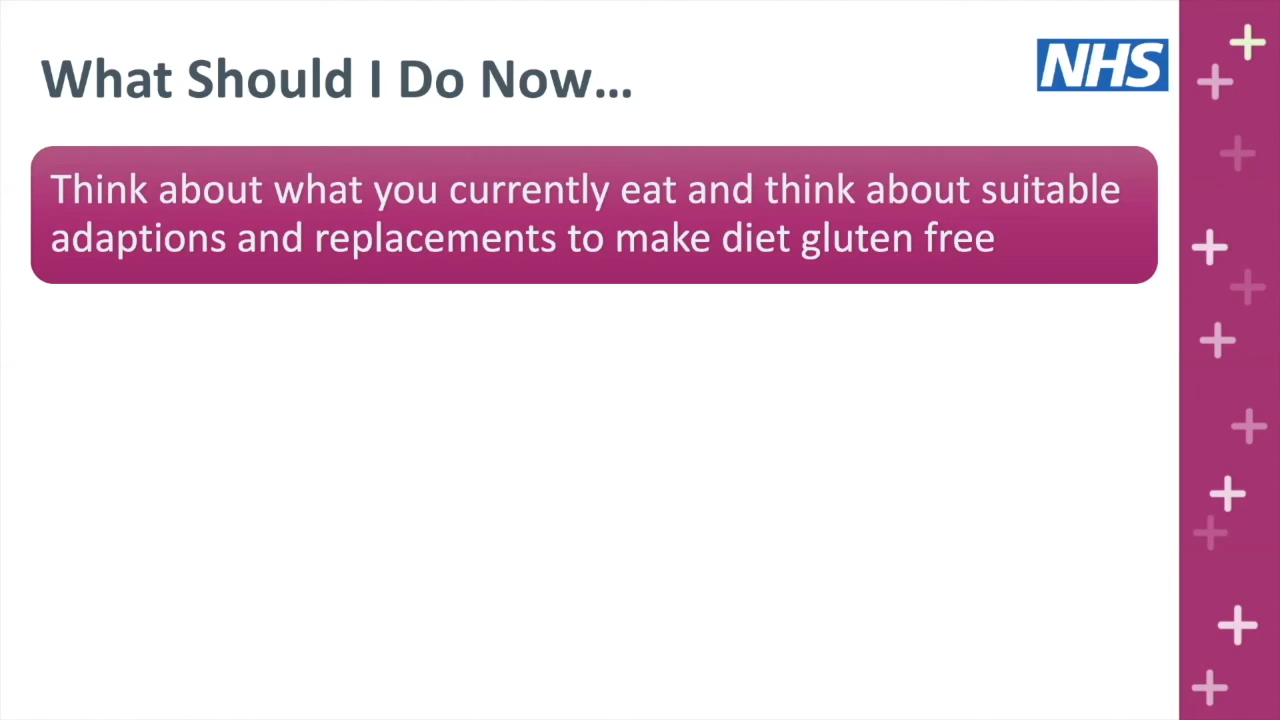 What Should I Do Now...
NHS
Think about what you currently eat and think about suitable
adaptions and replacements to make diet gluten free